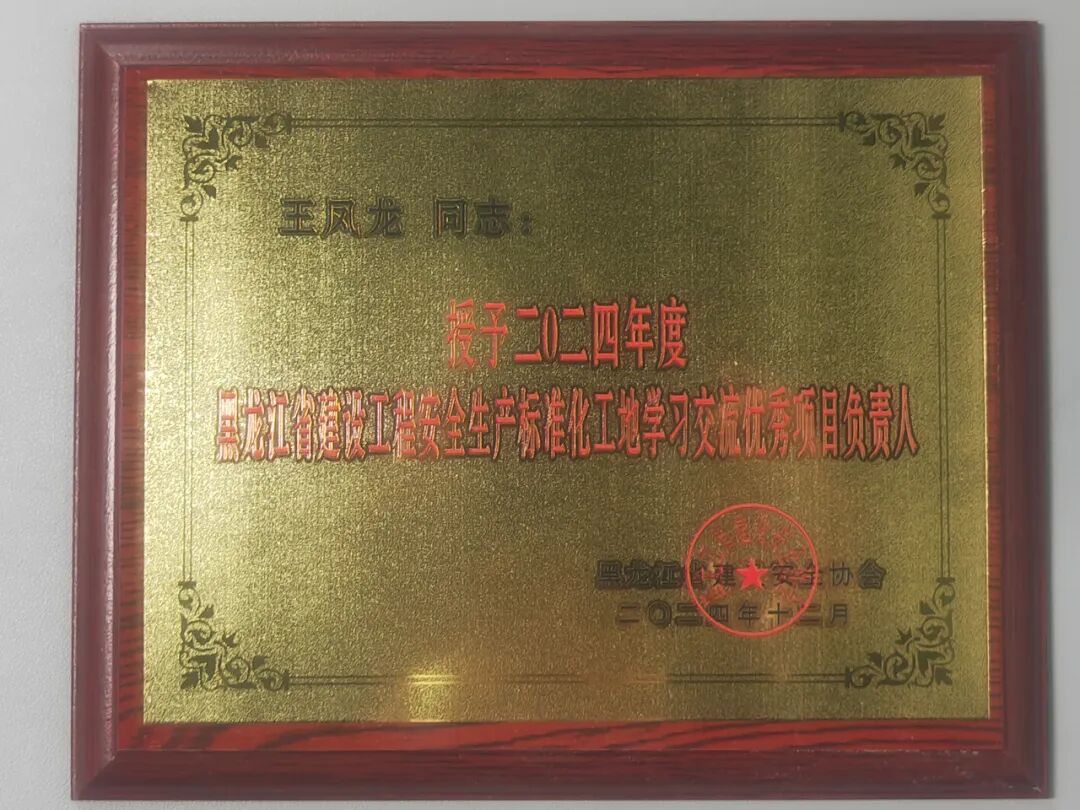 王凤龙 同志：
授予二〇二四年度
黑龙江省建设工程安全生产标准化工地学习交流优秀项目负责人
黑龙江省建 安全协会
二〇二四年十二月